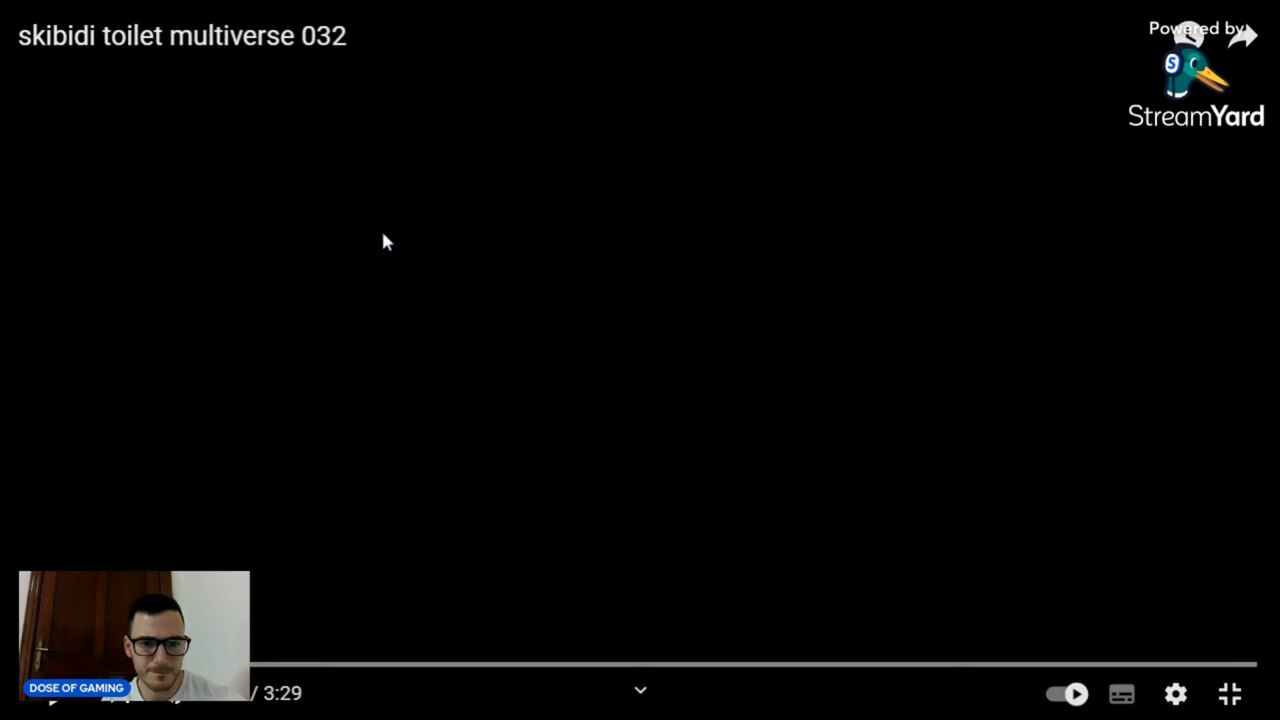 skibidi toilet multiverse 032
Powered by
S
StreamYard
DOSE OF GAMING
/ 3:29